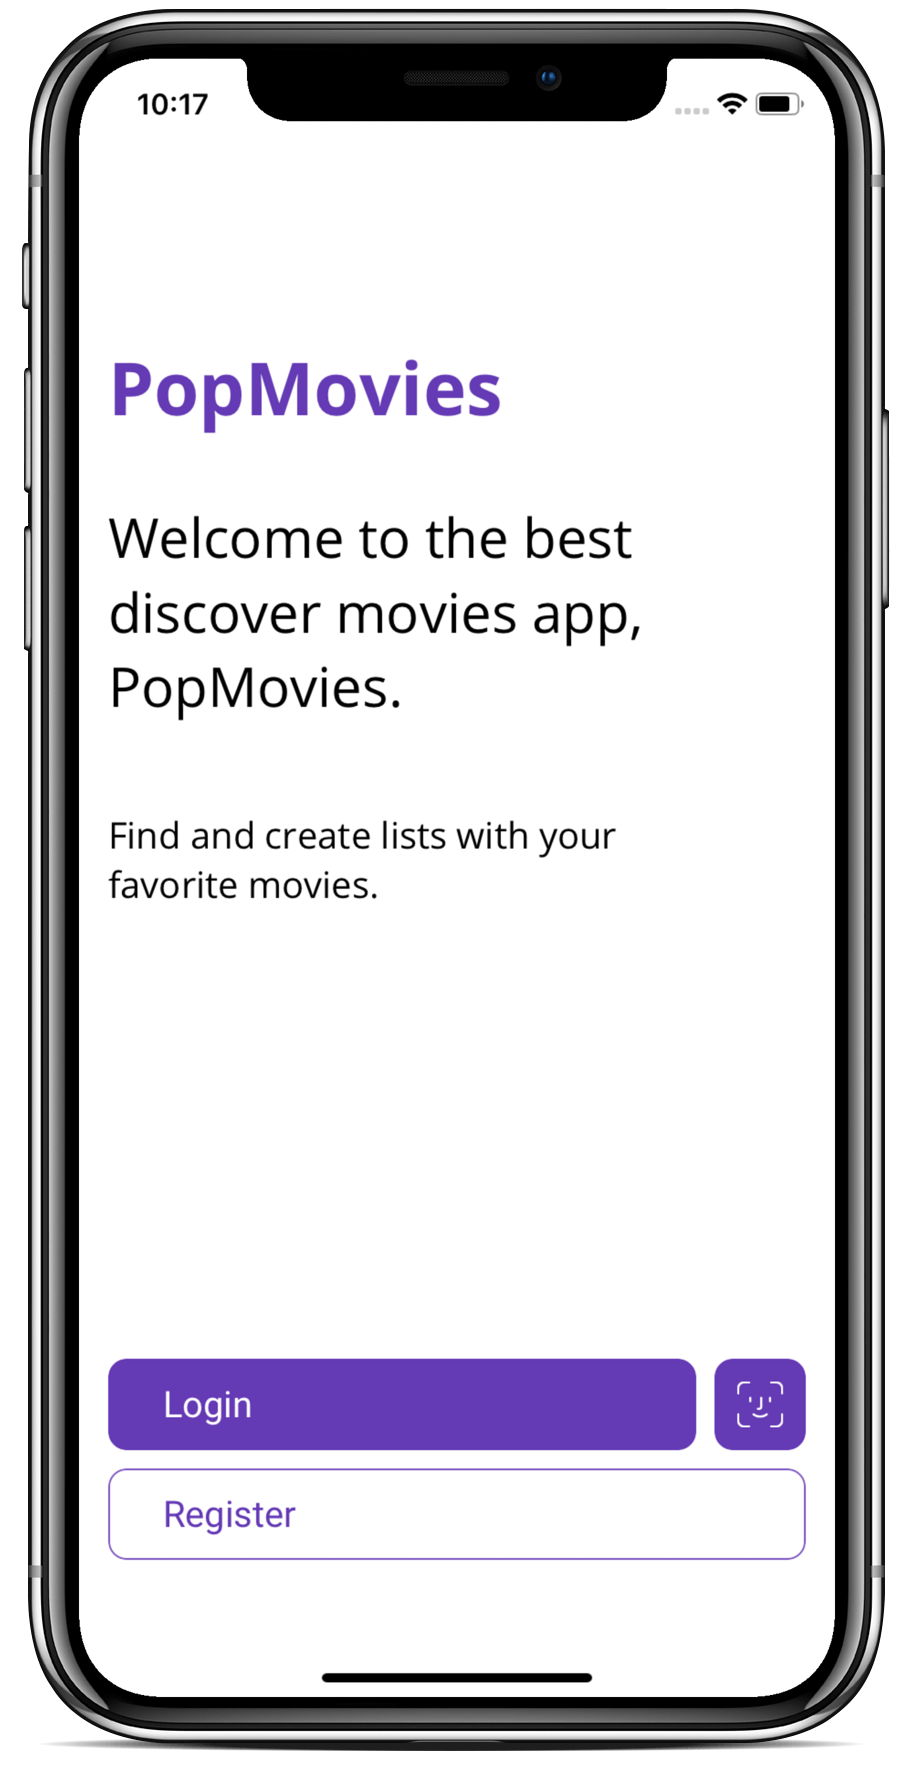 10:17
PopMovies
Welcome to the best
discover movies app,
PopMovies.
Find and create lists with your
favorite movies.
Login
Register